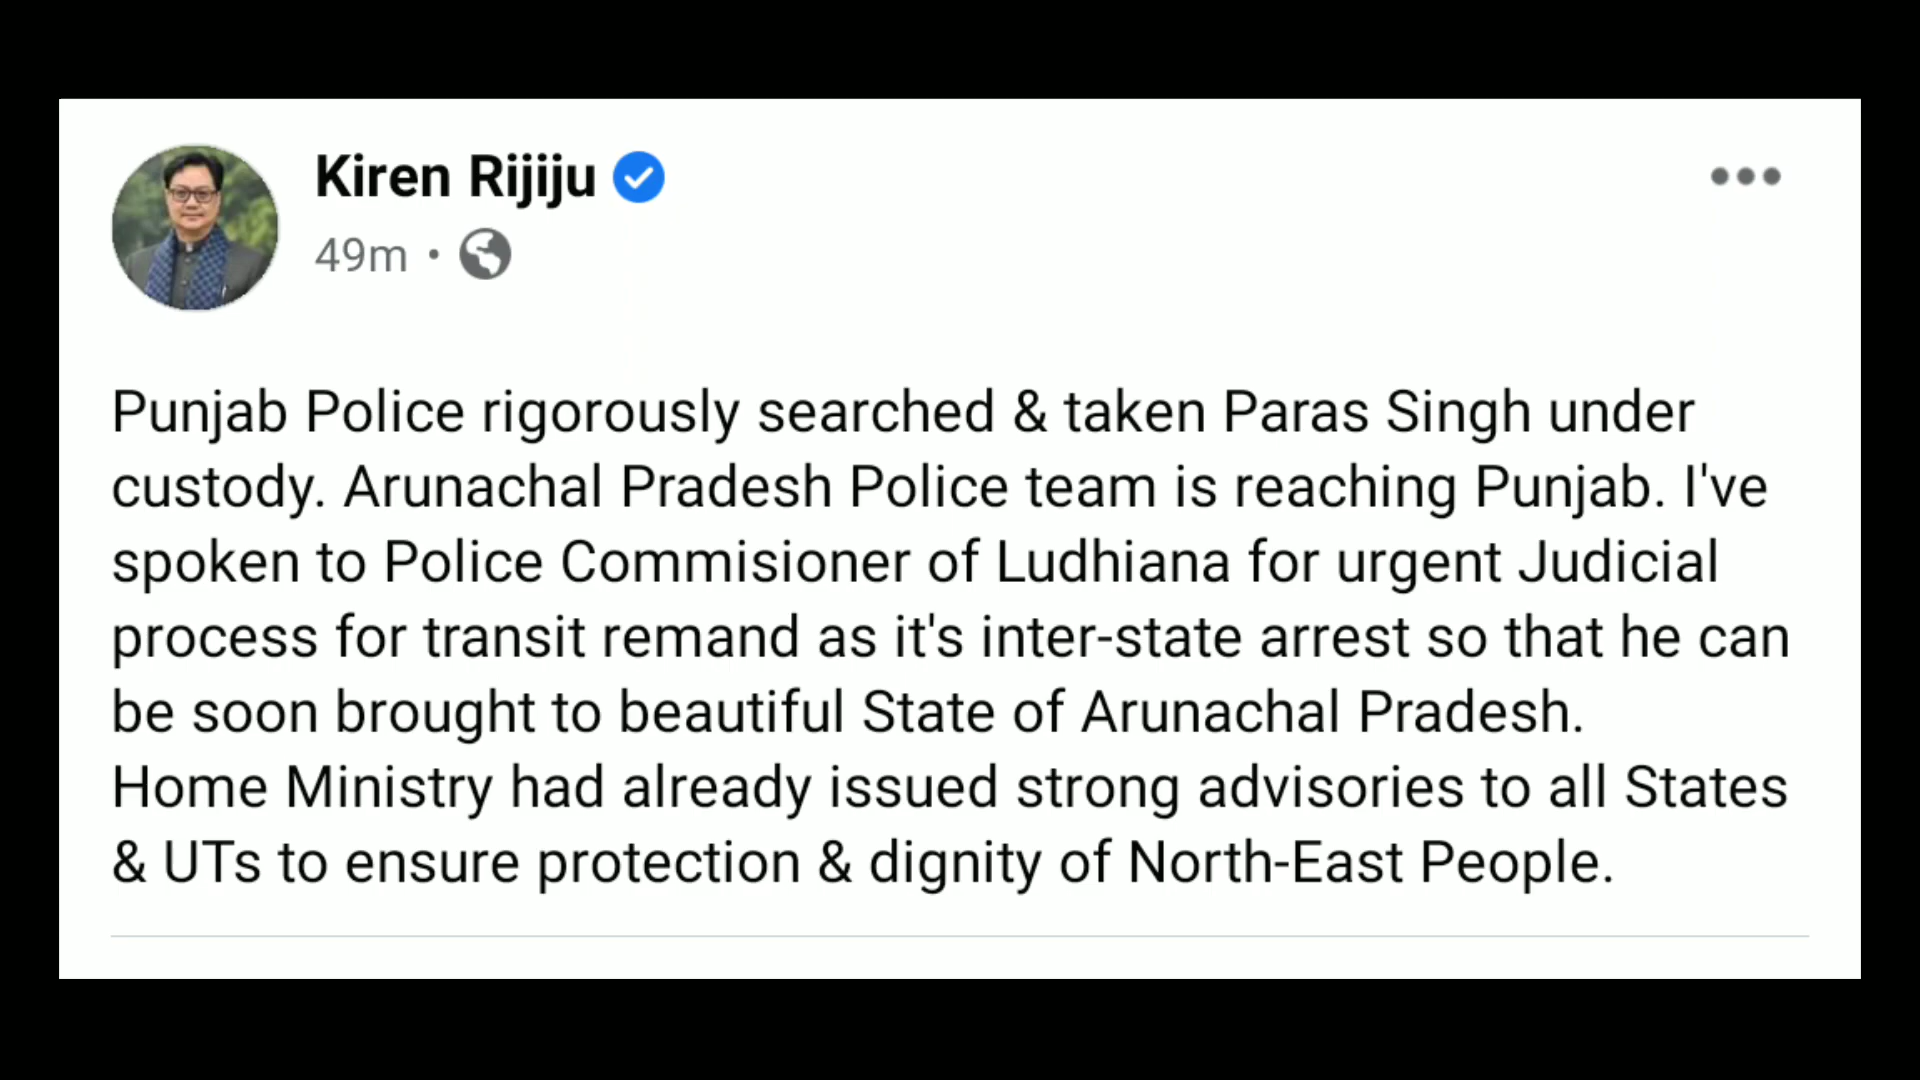 Kiren Rijiju
49m •
Punjab Police rigorously searched & taken Paras Singh under
custody. Arunachal Pradesh Police team is reaching Punjab. I've
spoken to Police Commisioner of Ludhiana for urgent Judicial
process for transit remand as it's inter-state arrest so that he can
be soon brought to beautiful State of Arunachal Pradesh.
Home Ministry had already issued strong advisories to all States
& UTs to ensure protection & dignity of North-East People.